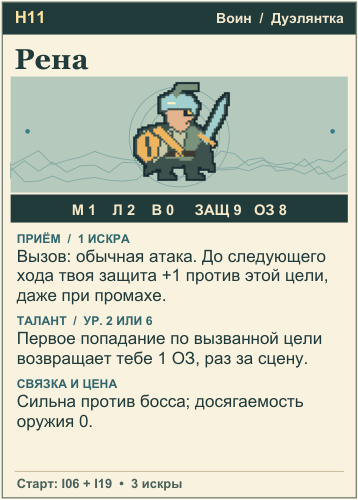 H11
Воин / Дуэлянтка
Рена
М 1 Л 2 В 0 ЗАЩ 9 ОЗ 8
ПРИЁМ / 1 ИСКРА
Вызов: обычная атака. До следующего
хода твоя защита +1 против этой цели,
даже при промахе.
ТАЛАНТ / УР. 2 ИЛИ 6
Первое попадание по вызванной цели
возвращает тебе 1 ОЗ, раз за сцену.
СВЯЗКА И ЦЕНА
Сильна против босса; досягаемость
оружия 0.
Старт: I06 + I19 • 3 искры